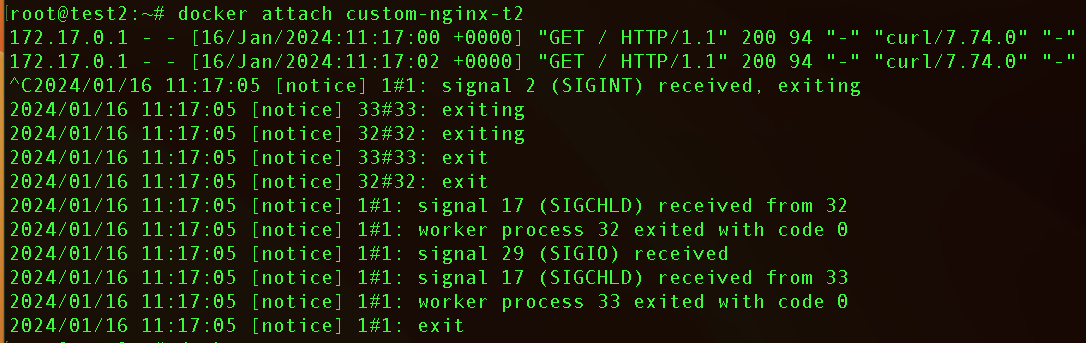 [root@test2:~# docker attach custom-nginx-t2
172.17.0.1 - - [16/Jan/2024:11:17:00 +0000] "GET / HTTP/1.1" 200 94 "-" "curl/7.74.0" "-"
172.17.0.1 - - [16/Jan/2024:11:17:02 +0000] "GET / HTTP/1.1" 200 94 "-" "curl/7.74.0" "-"
^C2024/01/16 11:17:05 [notice] 1#1: signal 2 (SIGINT) received, exiting
2024/01/16 11:17:05 [notice] 33#33: exiting
2024/01/16 11:17:05 [notice] 32#32: exiting
2024/01/16 11:17:05 [notice] 33#33: exit
2024/01/16 11:17:05 [notice] 32#32: exit
2024/01/16 11:17:05 [notice] 1#1: signal 17 (SIGCHLD) received from 32
2024/01/16 11:17:05 [notice] 1#1: worker process 32 exited with code 0
2024/01/16 11:17:05 [notice] 1#1: signal 29 (SIGIO) received
2024/01/16 11:17:05 [notice] 1#1: signal 17 (SIGCHLD) received from 33
2024/01/16 11:17:05 [notice] 1#1: worker process 33 exited with code 0
2024/01/16 11:17:05 [notice] 1#1: exit